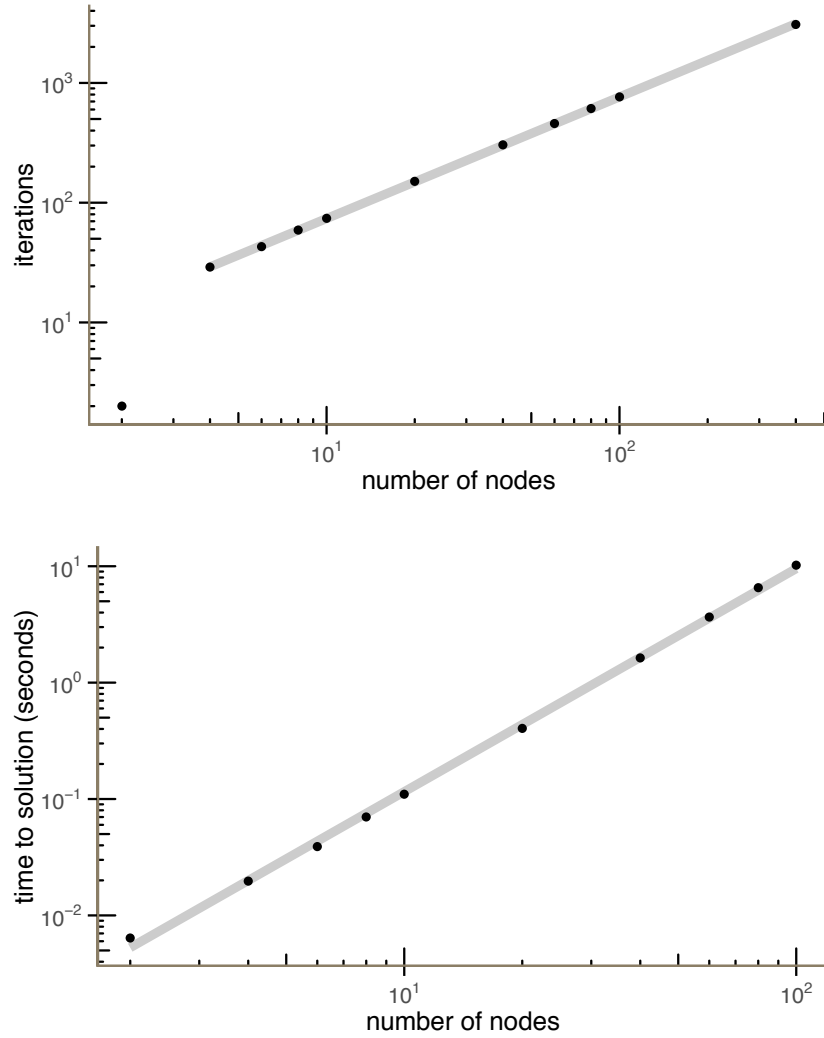 iterations
10³
10²
10¹
10¹
10²
number of nodes
time to solution (seconds)
10¹
10⁰
10⁻¹
10⁻²
10¹
10²
number of nodes